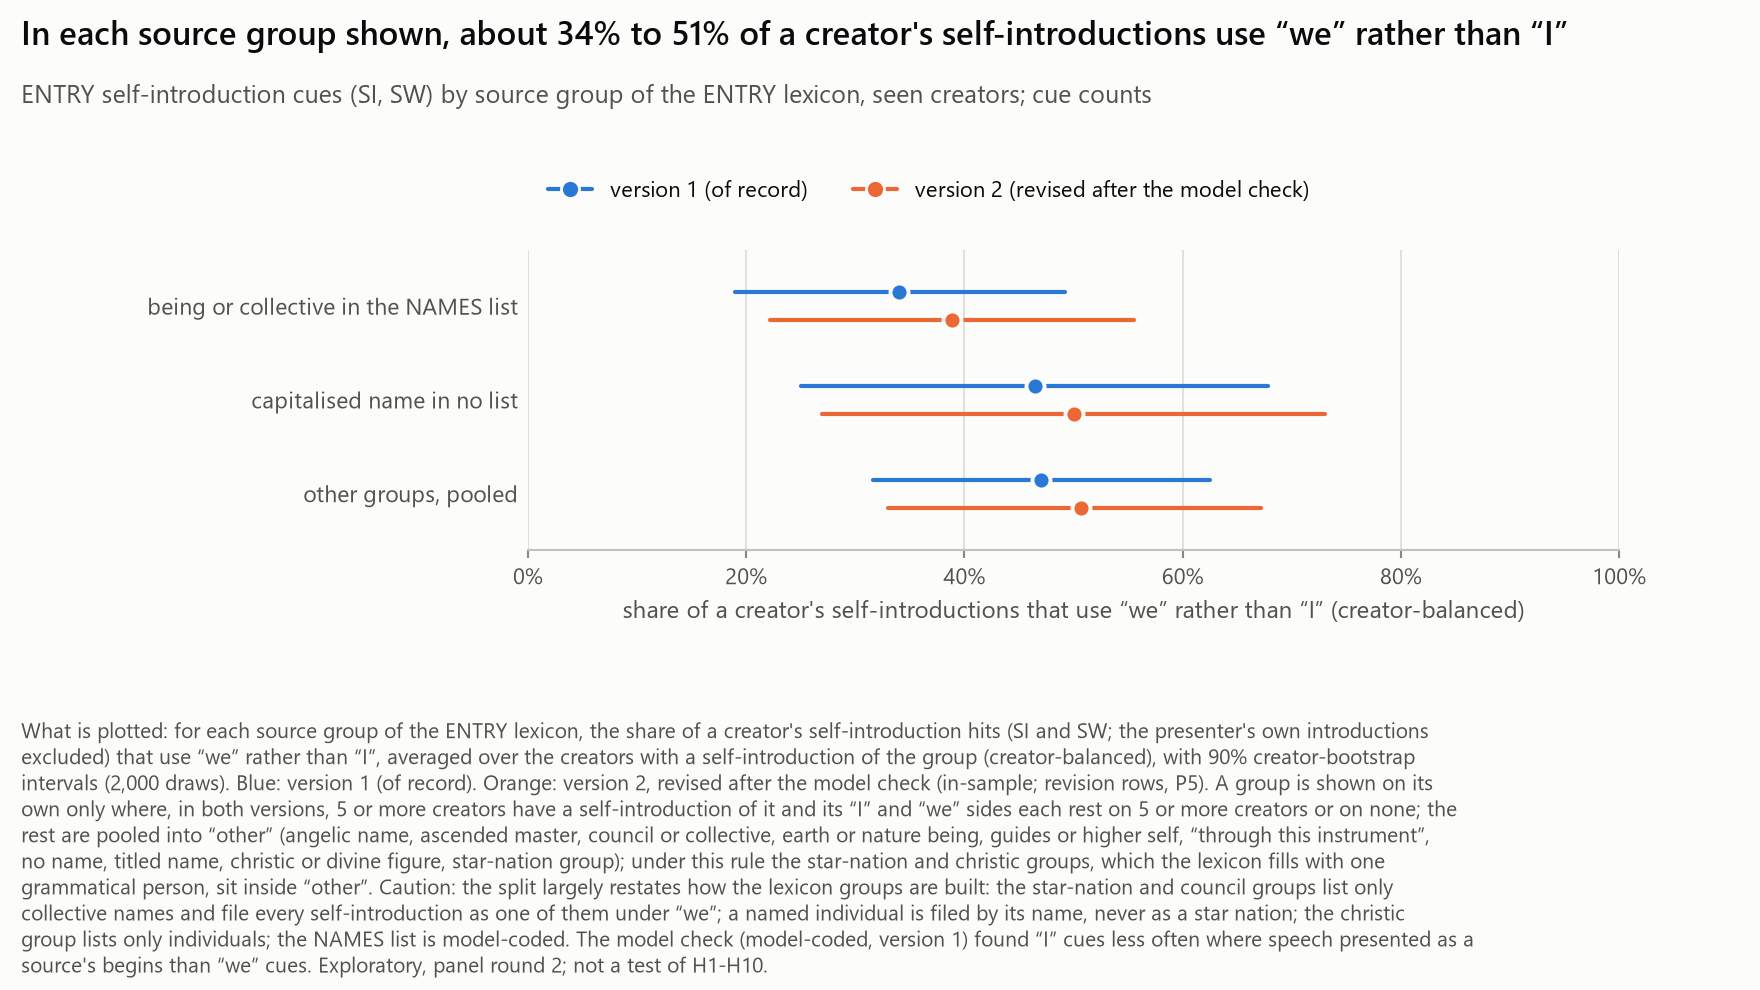 In each source group shown, about 34% to 51% of a creator's self-introductions use “we” rather than “I”
ENTRY self-introduction cues (SI, SW) by source group of the ENTRY lexicon, seen creators; cue counts
version 1 (of record)
version 2 (revised after the model check)
being or collective in the NAMES list
capitalised name in no list
other groups, pooled
0%
20%
40%
60%
80%
100%
share of a creator's self-introductions that use “we” rather than “I” (creator-balanced)
What is plotted: for each source group of the ENTRY lexicon, the share of a creator's self-introduction hits (SI and SW; the presenter's own introductions
excluded) that use “we” rather than “I”, averaged over the creators with a self-introduction of the group (creator-balanced), with 90% creator-bootstrap
intervals (2,000 draws). Blue: version 1 (of record). Orange: version 2, revised after the model check (in-sample; revision rows, P5). A group is shown on its
own only where, in both versions, 5 or more creators have a self-introduction of it and its “I” and “we” sides each rest on 5 or more creators or on none; the
rest are pooled into “other” (angelic name, ascended master, council or collective, earth or nature being, guides or higher self, “through this instrument”,
no name, titled name, christic or divine figure, star-nation group); under this rule the star-nation and christic groups, which the lexicon fills with one
grammatical person, sit inside “other”. Caution: the split largely restates how the lexicon groups are built: the star-nation and council groups list only
collective names and file every self-introduction as one of them under “we”; a named individual is filed by its name, never as a star nation; the christic
group lists only individuals; the NAMES list is model-coded. The model check (model-coded, version 1) found “I” cues less often where speech presented as a
source's begins than “we” cues. Exploratory, panel round 2; not a test of H1-H10.